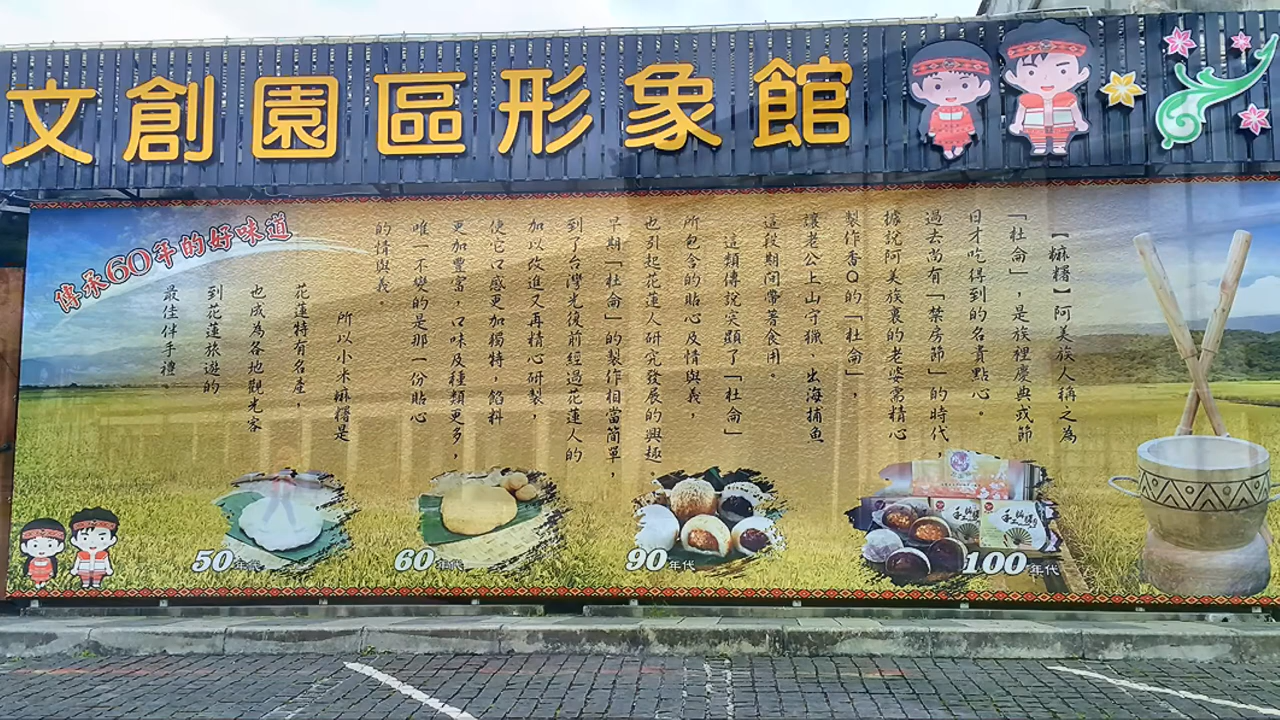 文創園區形象館
傳承60年的好味道
【麻糬】阿美族人稱之為
「杜侖」，是族裡慶典或節
日才吃得到的名貴點心。
過去尚有「禁房節」的時代，
據說阿美族裏的老婆需精心
製作香Q的「杜侖」，
讓老公上山守獵、出海捕魚
這段期間帶著食用。
這類傳說突顯了「杜侖」
所包含的貼心及情與義，
也引起花蓮人研究發展的興趣。
早期「杜侖」的製作相當簡單，
到了台灣光復前經過花蓮人的
加以改進又再精心研製，
使它口感更加獨特，餡料
更加豐富，口味及種類更多，
唯一不變的是那一份貼心
的情與義。
所以小米麻糬是
花蓮特有名產，
也成為各地觀光客
到花蓮旅遊的
最佳伴手禮。
50年代
60年代
90年代
100年代